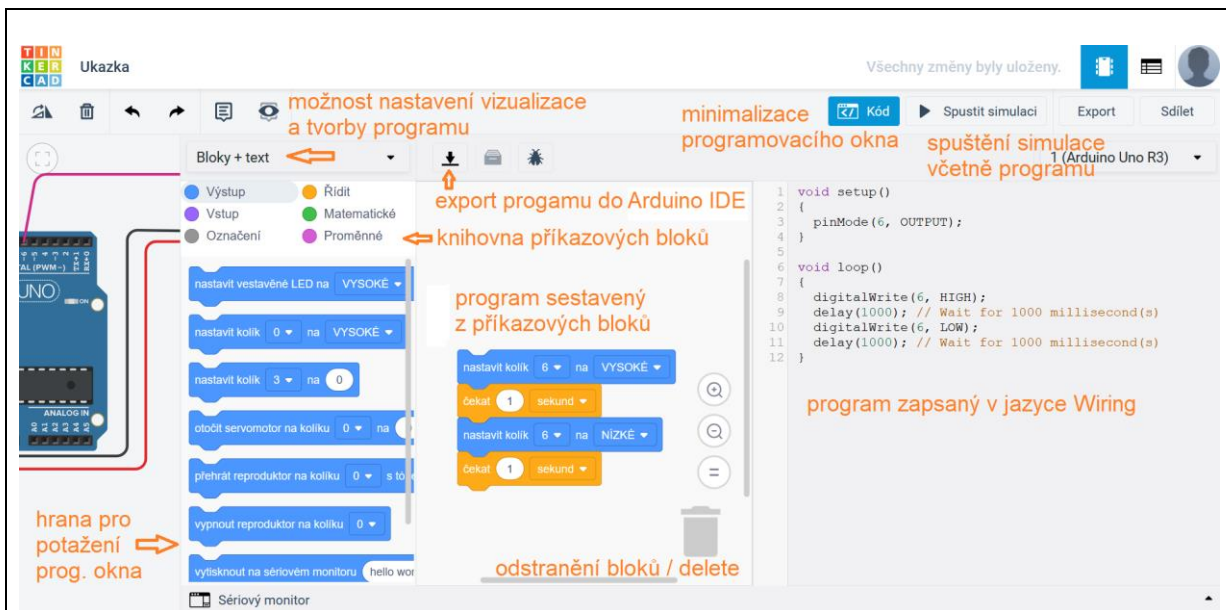 TIN
KER
CAD
Ukazka
Všechny změny byly uloženy.
možnost nastavení vizualizace
a tvorby programu
minimalizace
programovacího okna
Kód
Spustit simulaci
Export
Sdílet
spuštění simulace
včetně programu
Bloky + text
1 (Arduino Uno R3)
export progamu do Arduino IDE
Výstup
Řídit
Vstup
Matematické
Označení
Proměnné
knihovna příkazových bloků
nastavit vestavěné LED na VYSOKÉ
nastavit kolík 0 na VYSOKÉ
nastavit kolík 3 na 0
otočit servomotor na kolíku 0 na
přehrát reproduktor na kolíku 0 s tó
vypnout reproduktor na kolíku 0
vytisknout na sériovém monitoru hello wor
program sestavený
z příkazových bloků
nastavit kolík 6 na VYSOKÉ
čekat 1 sekund
nastavit kolík 6 na NÍZKÉ
čekat 1 sekund
1 void setup()
2 {
3 pinMode(6, OUTPUT);
4 }
5
6 void loop()
7 {
8 digitalWrite(6, HIGH);
9 delay(1000); // Wait for 1000 millisecond(s)
10 digitalWrite(6, LOW);
11 delay(1000); // Wait for 1000 millisecond(s)
12 }
program zapsaný v jazyce Wiring
hrana pro
potažení
prog. okna
odstranění bloků / delete
Sériový monitor
UNO
ON
ANALOG IN
A0 A1 A2 A3 A4 A5